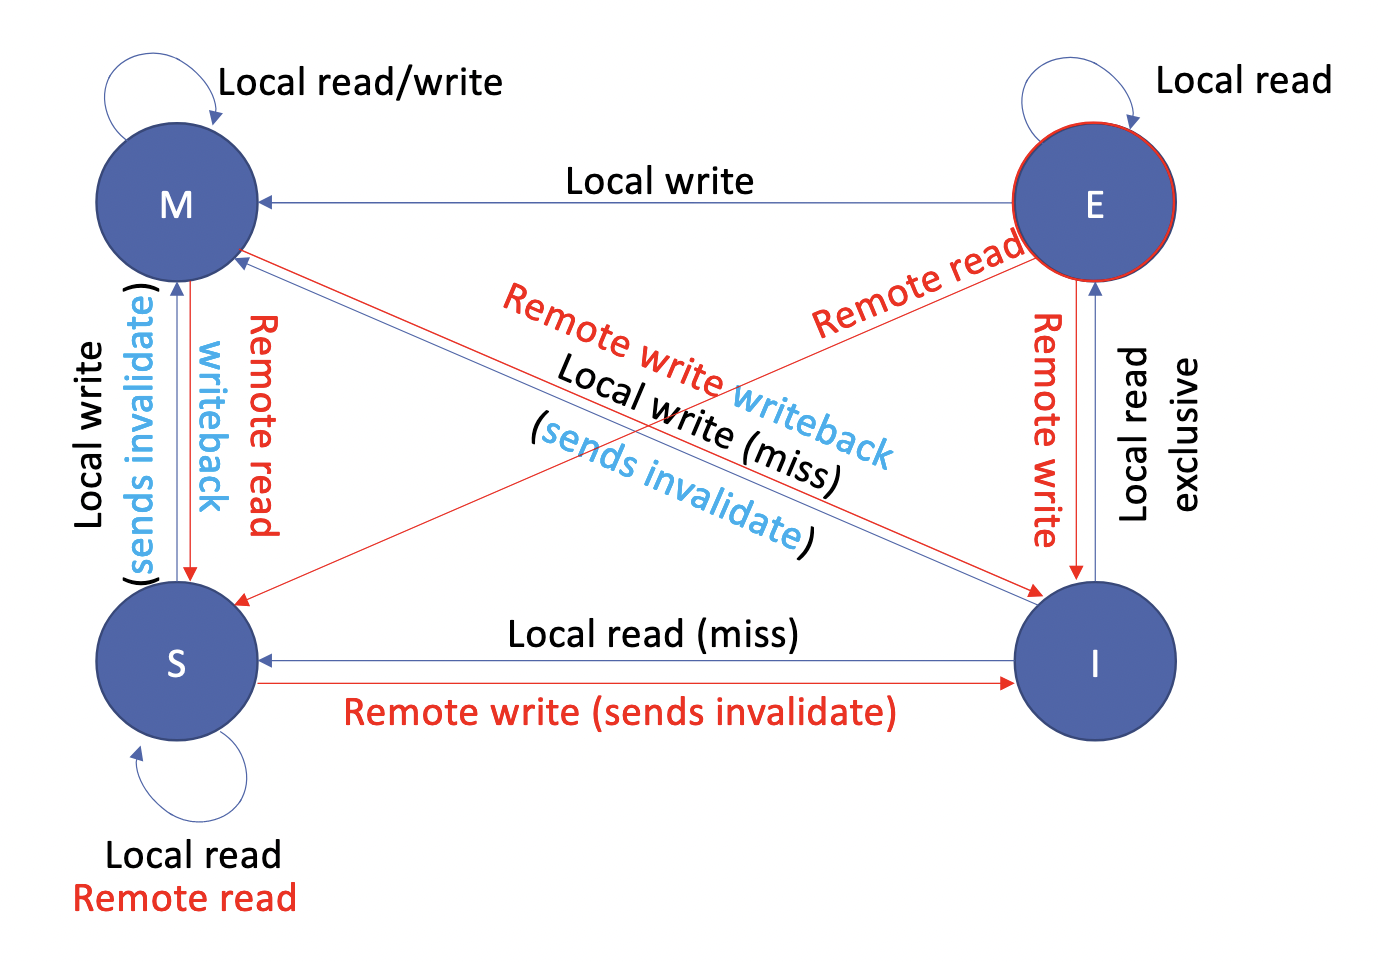 Local read/write
Local read
M
E
Local write
Remote read
Remote write writeback
Local write (miss)
(sends invalidate)
Local write
(sends invalidate)
writeback
Remote read
Remote write
Local read
exclusive
S
I
Local read (miss)
Remote write (sends invalidate)
Local read
Remote read